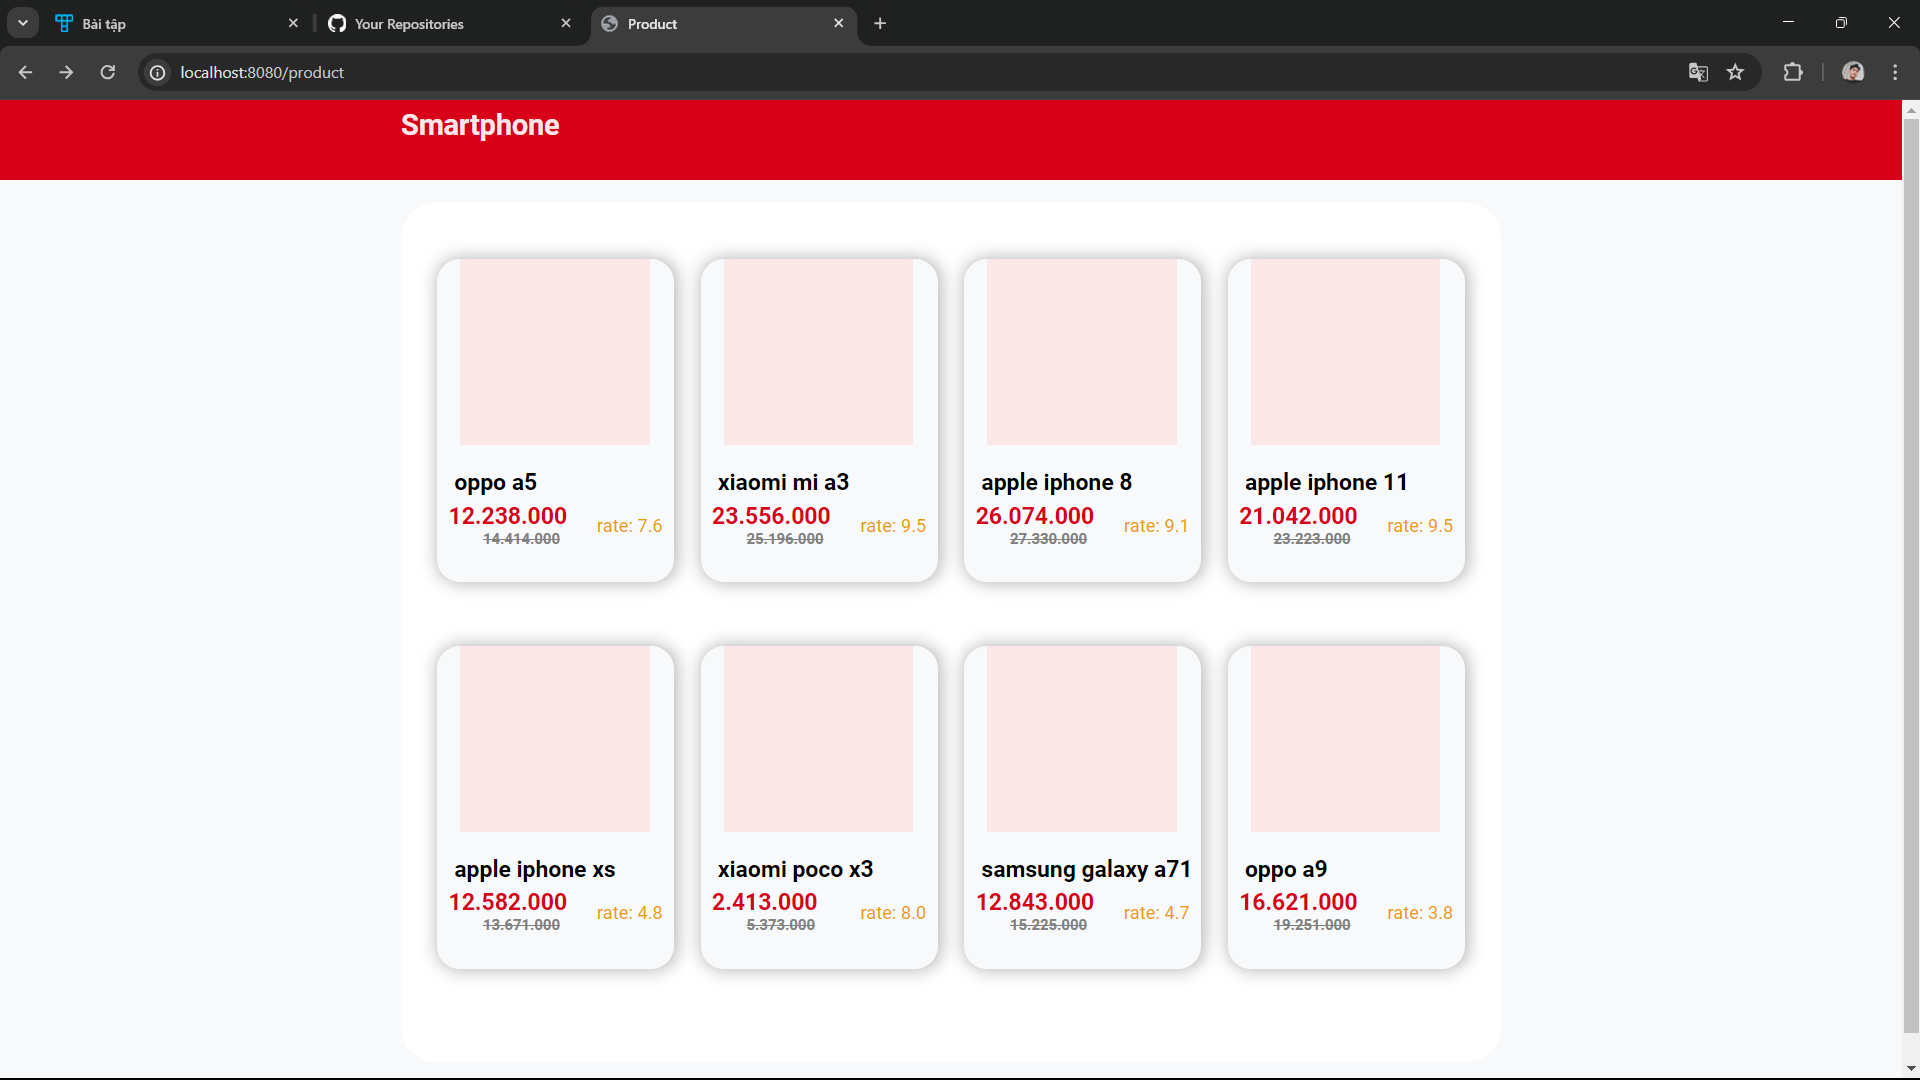 Bài tập
Your Repositories
Product
localhost:8080/product
Smartphone
oppo a5
12.238.000
14.414.000
rate: 7.6
xiaomi mi a3
23.556.000
25.196.000
rate: 9.5
apple iphone 8
26.074.000
27.330.000
rate: 9.1
apple iphone 11
21.042.000
23.223.000
rate: 9.5
apple iphone xs
12.582.000
13.671.000
rate: 4.8
xiaomi poco x3
2.413.000
5.373.000
rate: 8.0
samsung galaxy a71
12.843.000
15.225.000
rate: 4.7
oppo a9
16.621.000
19.251.000
rate: 3.8